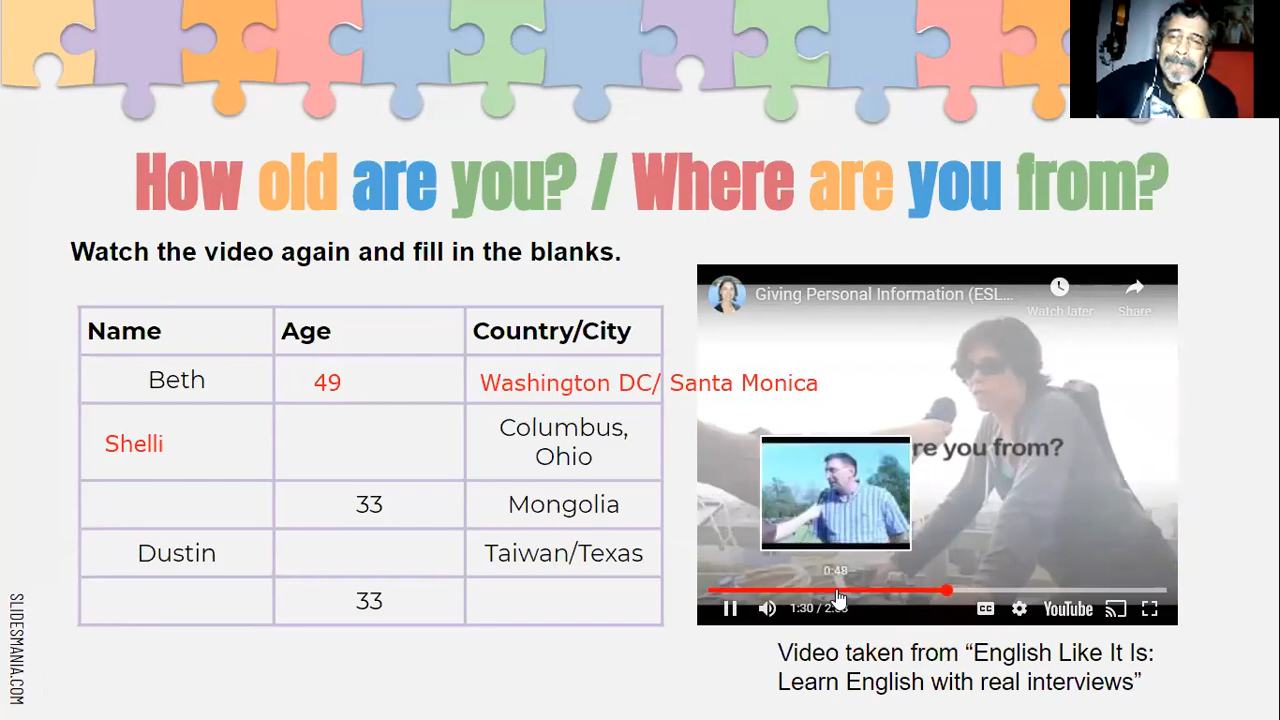 How old are you? / Where are you from?
Watch the video again and fill in the blanks.
Name Age Country/City
Beth 49 Washington DC/ Santa Monica
Shelli Columbus,
Ohio
33 Mongolia
Dustin Taiwan/Texas
33
Giving Personal Information (ESL...
Watch later Share
re you from?
0:48
1:30 / 2:
CC YouTube
Video taken from “English Like It Is:
Learn English with real interviews”
SLIDESMANIA.COM